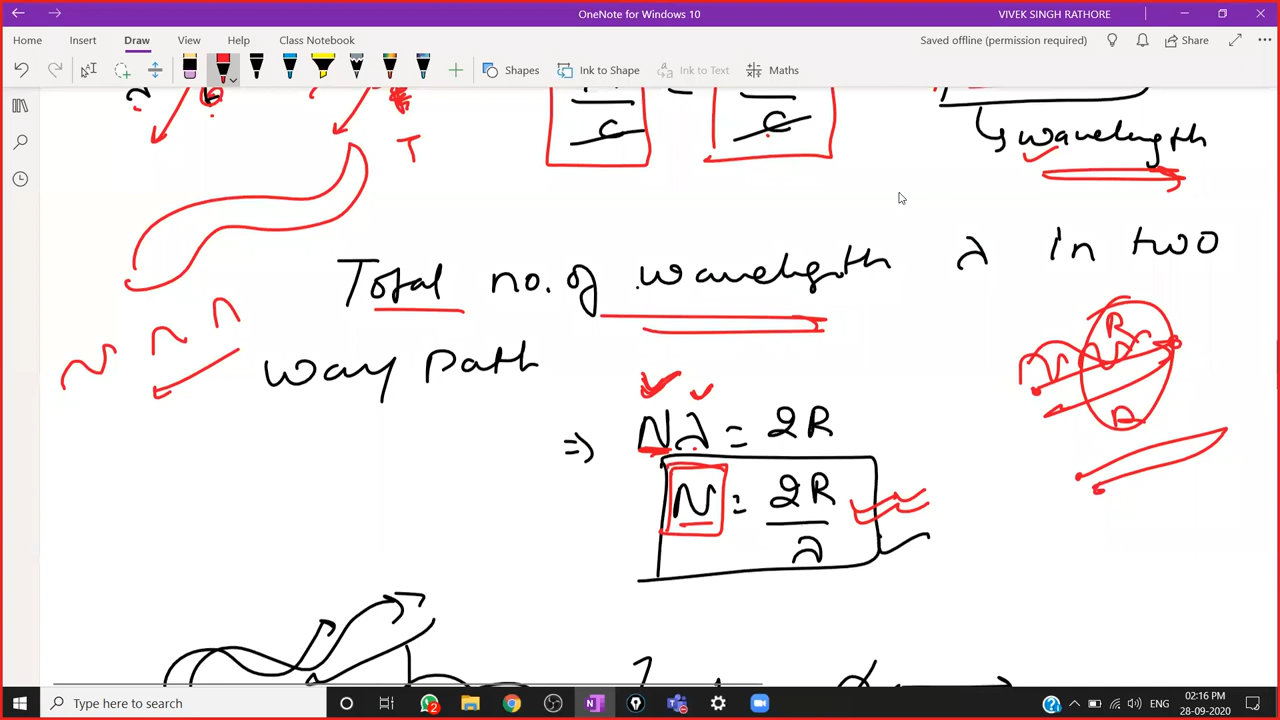 OneNote for Windows 10
VIVEK SINGH RATHORE
Home Insert Draw View Help Class Notebook
Saved offline (permission required) Share
Shapes Ink to Shape Ink to Text Maths
c = c
wavelength
T
Total no. of wavelength λ in two
way path
R
R
⇒ Nλ = 2R
N = 2R
λ
Type here to search
2
ENG
02:16 PM
28-09-2020